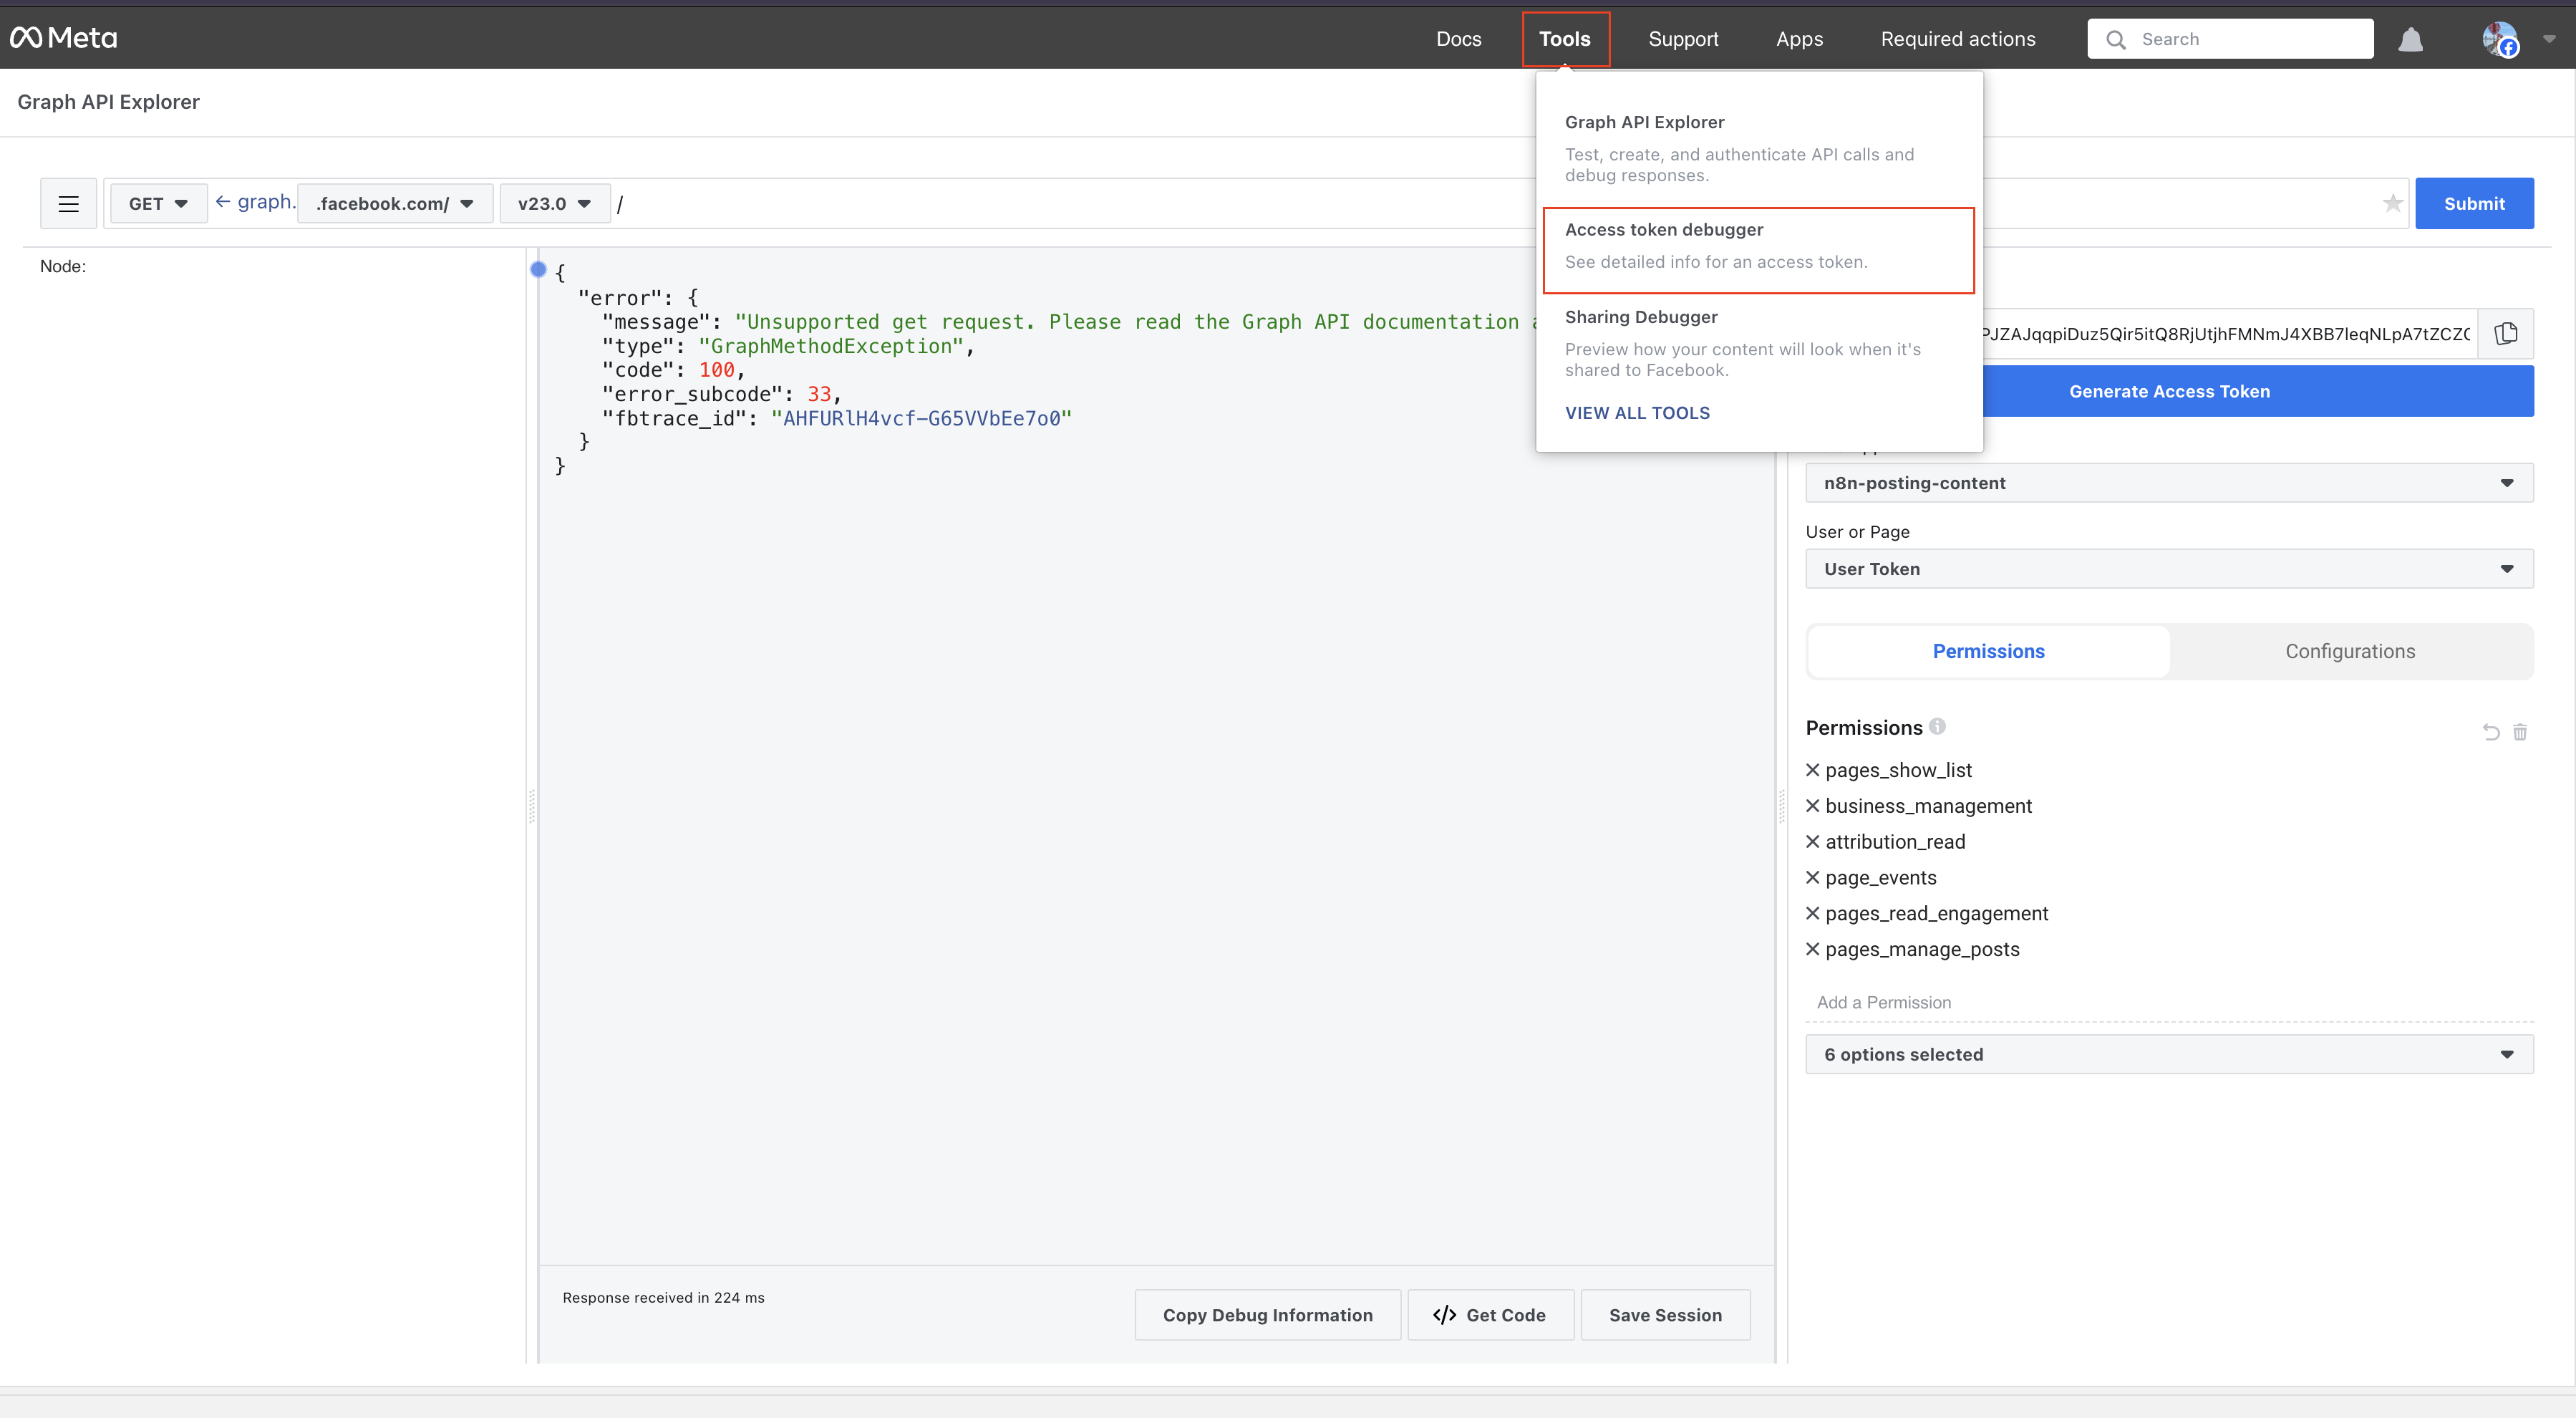 Meta
Docs
Tools
Support
Apps
Required actions
Search
Graph API Explorer
Graph API Explorer
Test, create, and authenticate API calls and
debug responses.
Access token debugger
See detailed info for an access token.
Sharing Debugger
Preview how your content will look when it's
shared to Facebook.
VIEW ALL TOOLS
GET
← graph.
.facebook.com/
v23.0
/
Submit
Node:
{
"error": {
"message": "Unsupported get request. Please read the Graph API documentation
"type": "GraphMethodException",
"code": 100,
"error_subcode": 33,
"fbtrace_id": "AHFURlH4vcf-G65VVbEe7o0"
}
}
Response received in 224 ms
Copy Debug Information
</> Get Code
Save Session
PJZAJqqpiDuz5Qir5itQ8RjUtjhFMNmJ4XBB7leqNLpA7tZCZC
Generate Access Token
n8n-posting-content
User or Page
User Token
Permissions
Configurations
Permissions
pages_show_list
business_management
attribution_read
page_events
pages_read_engagement
pages_manage_posts
Add a Permission
6 options selected